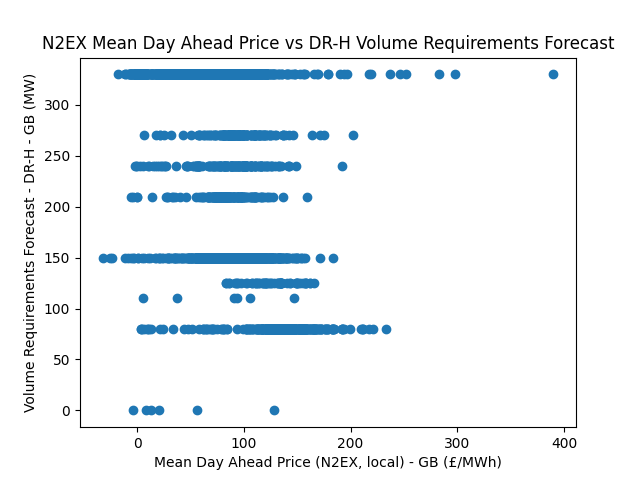 N2EX Mean Day Ahead Price vs DR-H Volume Requirements Forecast
Volume Requirements Forecast - DR-H - GB (MW)
300
250
200
150
100
50
0
0 100 200 300 400
Mean Day Ahead Price (N2EX, local) - GB (£/MWh)